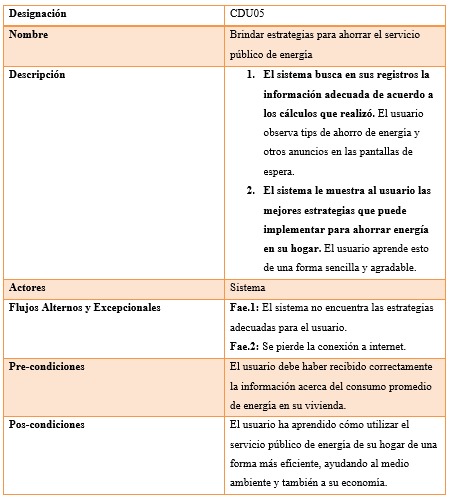 Designación CDU05
Nombre Brindar estrategias para ahorrar el servicio
público de energía
Descripción 1. El sistema busca en sus registros la
información adecuada de acuerdo a
los cálculos que realizó. El usuario
observa tips de ahorro de energía y
otros anuncios en las pantallas de
espera.
2. El sistema le muestra al usuario las
mejores estrategias que puede
implementar para ahorrar energía
en su hogar. El usuario aprende esto
de una forma sencilla y agradable.
Actores Sistema
Flujos Alternos y Excepcionales Fae.1: El sistema no encuentra las estrategias
adecuadas para el usuario.
Fae.2: Se pierde la conexión a internet.
Pre-condiciones El usuario debe haber recibido correctamente
la información acerca del consumo promedio
de energía en su vivienda.
Pos-condiciones El usuario ha aprendido cómo utilizar el
servicio público de energía de su hogar de una
forma más eficiente, ayudando al medio
ambiente y también a su economía.